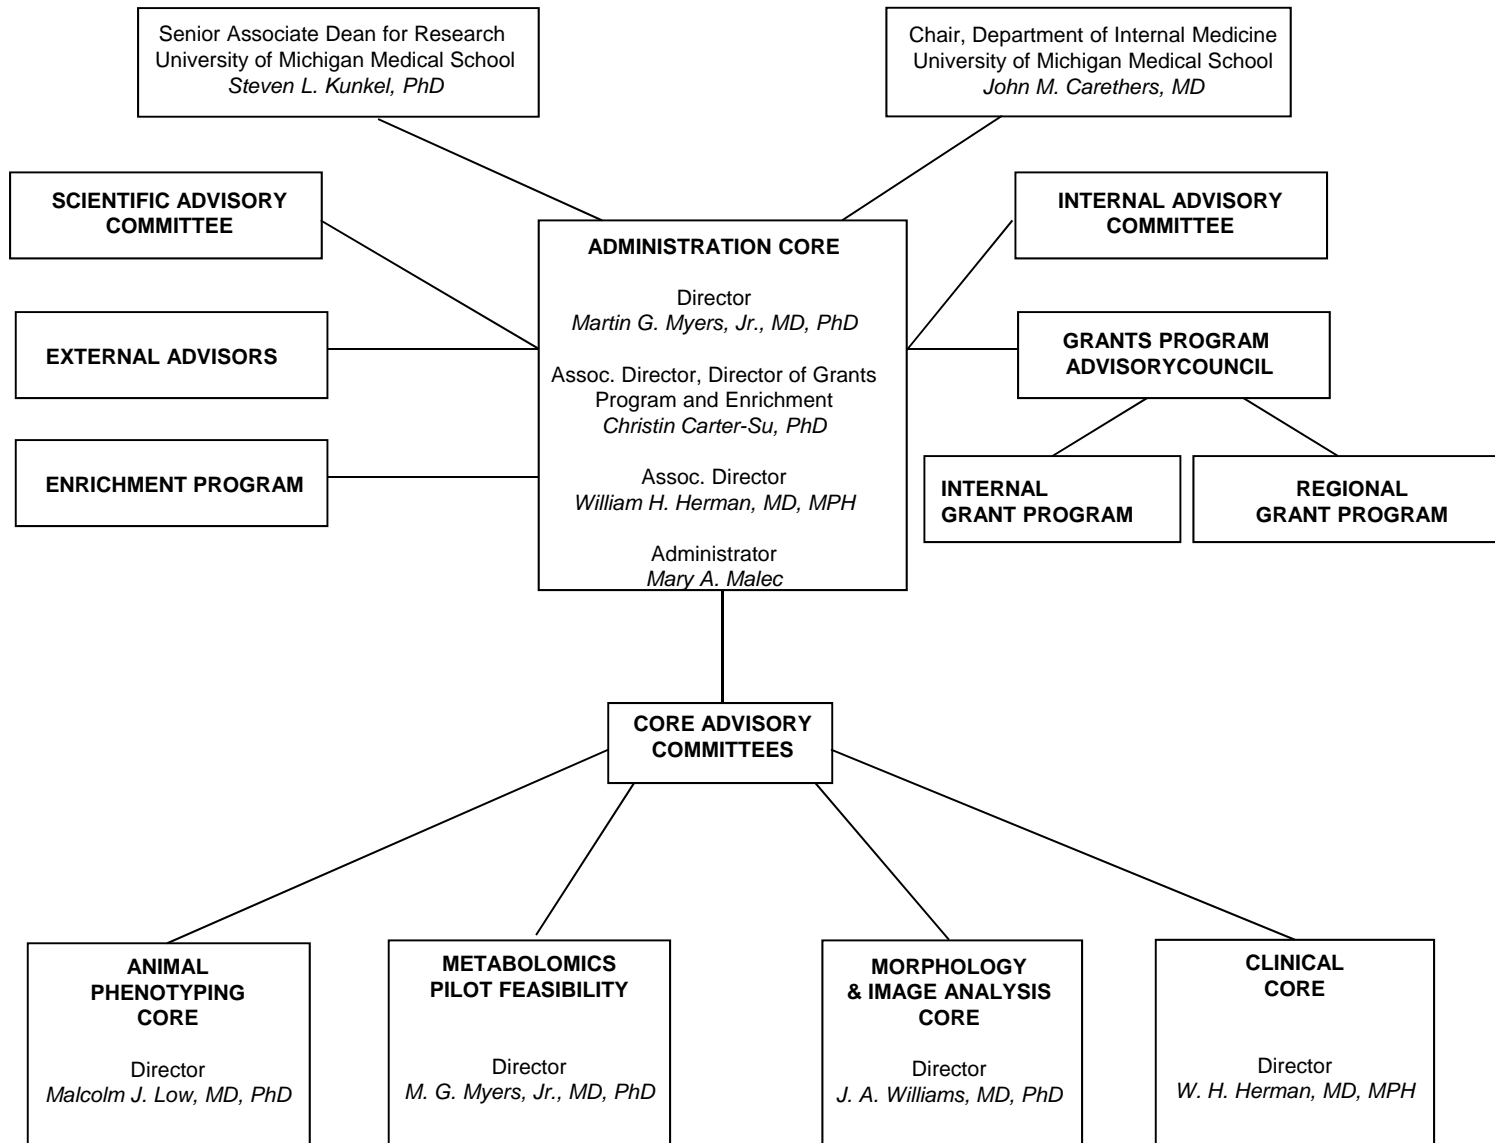 Senior Associate Dean for Research
University of Michigan Medical School
Steven L. Kunkel, PhD
Chair, Department of Internal Medicine
University of Michigan Medical School
John M. Carethers, MD
SCIENTIFIC ADVISORY
COMMITTEE
INTERNAL ADVISORY
COMMITTEE
ADMINISTRATION CORE
Director
Martin G. Myers, Jr., MD, PhD
Assoc. Director, Director of Grants
Program and Enrichment
Christin Carter-Su, PhD
Assoc. Director
William H. Herman, MD, MPH
Administrator
Mary A. Malec
EXTERNAL ADVISORS
GRANTS PROGRAM
ADVISORYCOUNCIL
ENRICHMENT PROGRAM
INTERNAL
GRANT PROGRAM
REGIONAL
GRANT PROGRAM
CORE ADVISORY
COMMITTEES
ANIMAL
PHENOTYPING
CORE
Director
Malcolm J. Low, MD, PhD
METABOLOMICS
PILOT FEASIBILITY
Director
M. G. Myers, Jr., MD, PhD
MORPHOLOGY
& IMAGE ANALYSIS
CORE
Director
J. A. Williams, MD, PhD
CLINICAL
CORE
Director
W. H. Herman, MD, MPH